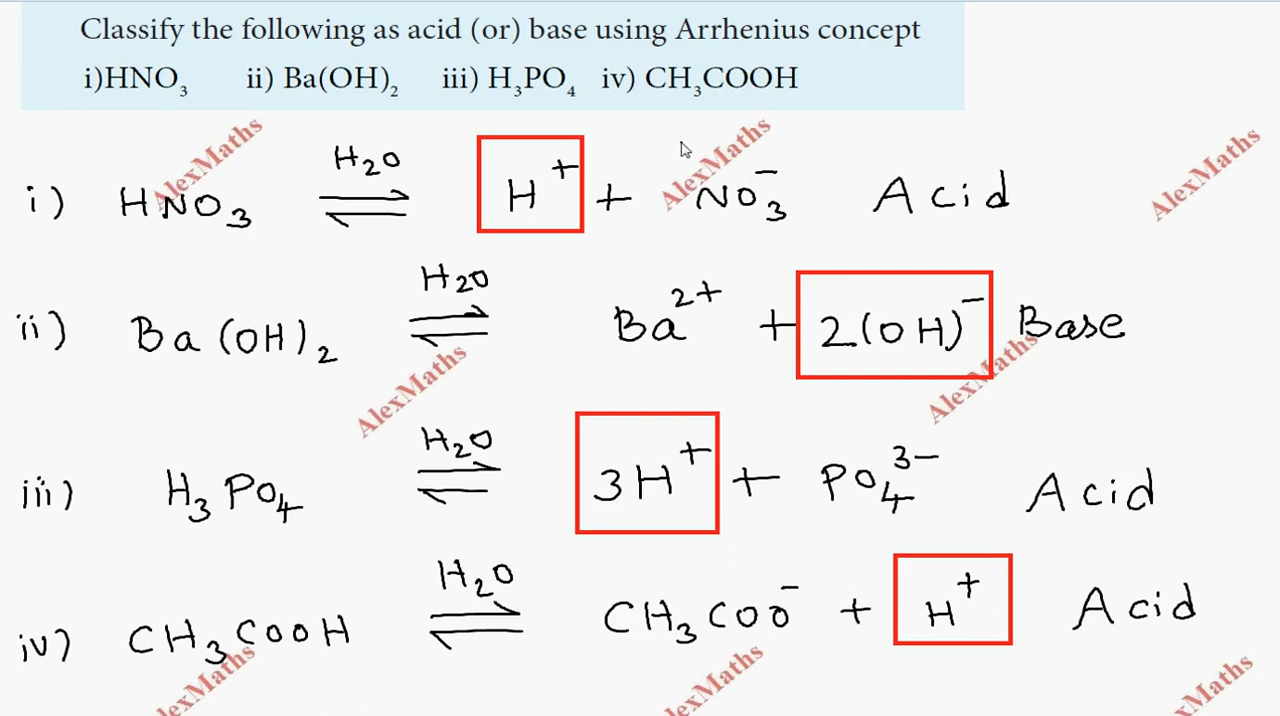 Classify the following as acid (or) base using Arrhenius concept
i)HNO₃ ii) Ba(OH)₂ iii) H₃PO₄ iv) CH₃COOH
AlexMaths AlexMaths AlexMaths
i) HNO₃ ⇌ H₂O H⁺ + NO₃⁻ Acid
ii) Ba(OH)₂ ⇌ H₂O Ba²⁺ + 2(OH)⁻ Base
AlexMaths AlexMaths
iii) H₃PO₄ ⇌ H₂O 3H⁺ + PO₄³⁻ Acid
iv) CH₃COOH ⇌ H₂O CH₃COO⁻ + H⁺ Acid
AlexMaths AlexMaths AlexMaths